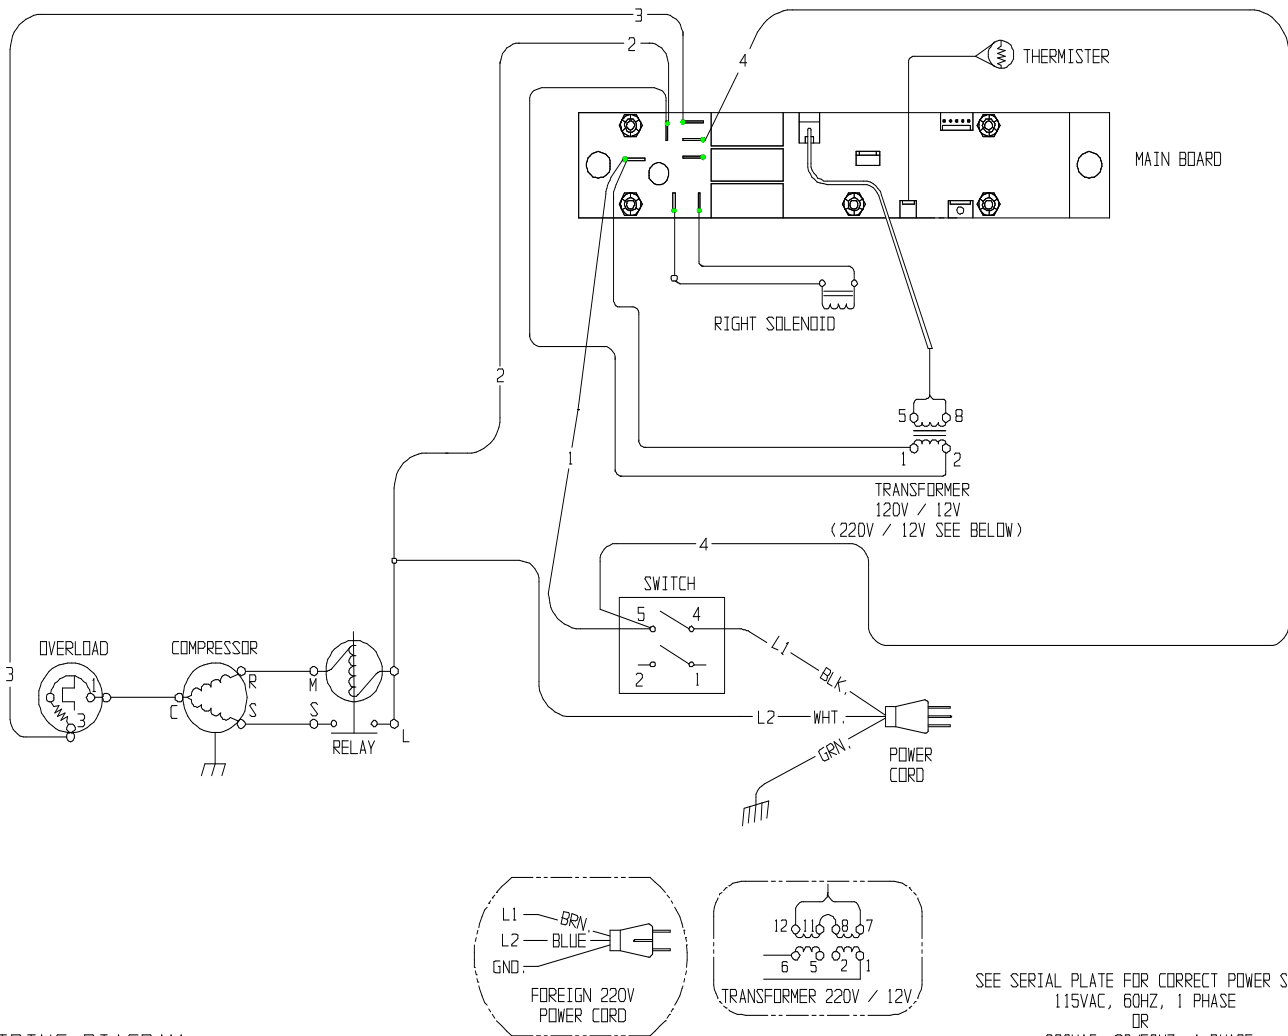 3
2
4
THERMISTER
MAIN BOARD
RIGHT SOLENOID
2
5 8
1
1 2
TRANSFORMER
120V / 12V
(220V / 12V SEE BELOW)
4
SWITCH
5 4
2 1
L1
BLK.
OVERLOAD
COMPRESSOR
3
1
3
C
R
S
M
S
RELAY
L
L2 WHT.
GRN.
POWER
CORD
L1 BRN.
L2 BLUE
GND.
FOREIGN 220V
POWER CORD
12 11 8 7
6 5 2 1
TRANSFORMER 220V / 12V
SEE SERIAL PLATE FOR CORRECT POWER S
115VAC, 60HZ, 1 PHASE
OR